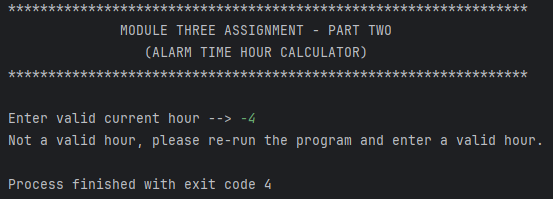 *****************************************************************
MODULE THREE ASSIGNMENT - PART TWO
(ALARM TIME HOUR CALCULATOR)
*****************************************************************
Enter valid current hour --> -4
Not a valid hour, please re-run the program and enter a valid hour.
Process finished with exit code 4